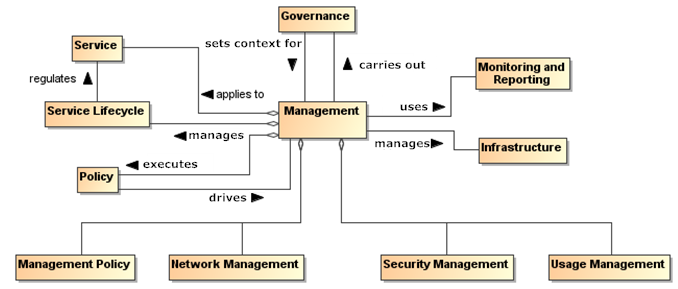 Governance
Service
sets context for
carries out
Monitoring and
Reporting
regulates
applies to
Service Lifecycle
Management
uses
manages
manages
Infrastructure
executes
Policy
drives
Management Policy
Network Management
Security Management
Usage Management